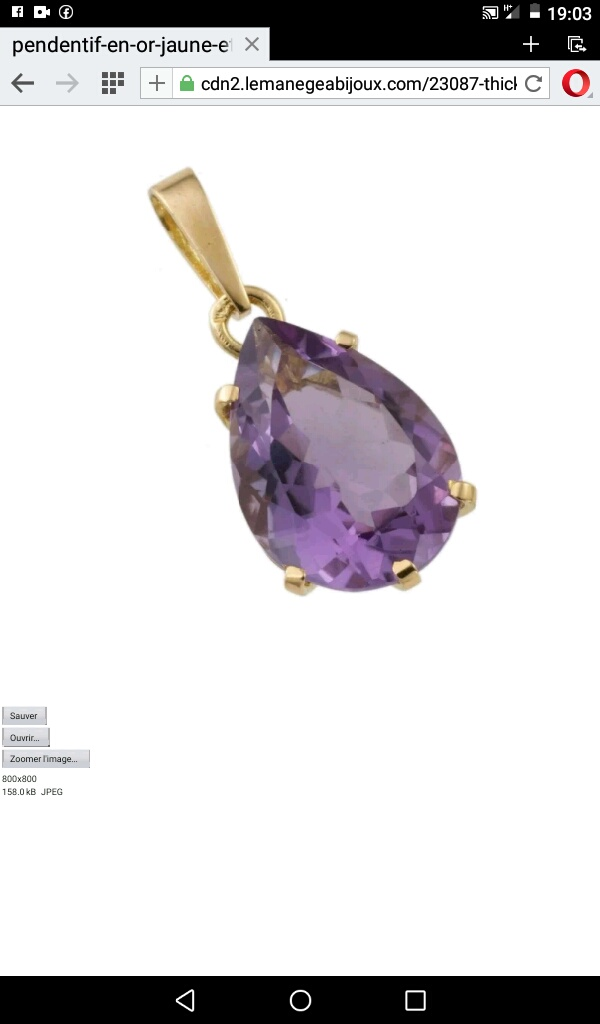 19:03
pendentif-en-or-jaune-e
cdn2.lemanegeabijoux.com/23087-thick
Sauver
Ouvrir...
Zoomer l'image...
800x800
158.0 kB JPEG